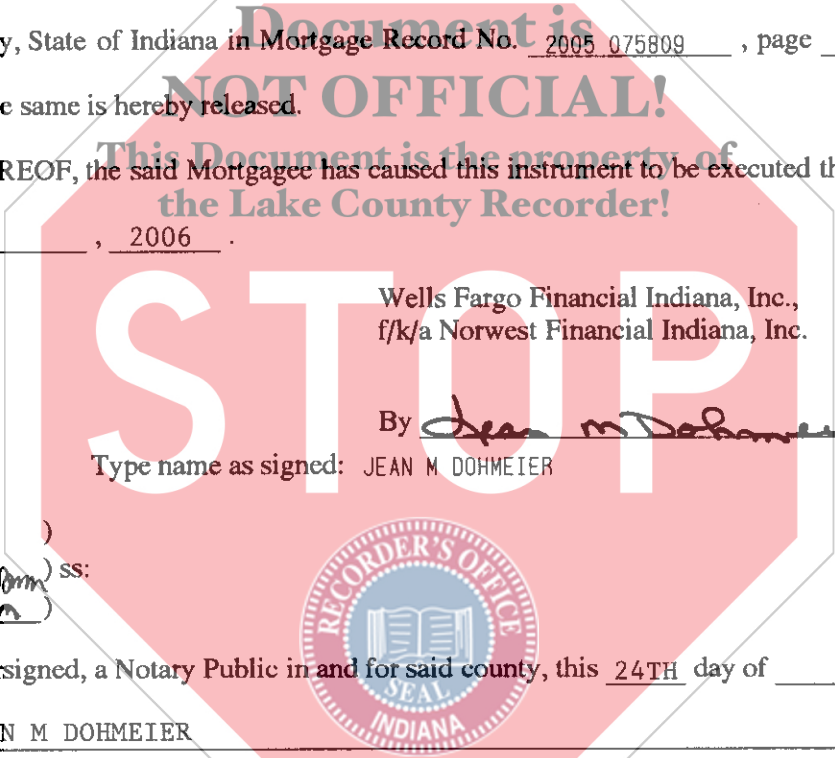 Document is
y, State of Indiana in Mortgage Record No. 2005 075809 , page
NOT OFFICIAL!
e same is hereby released.
This Document is the property of
REOF, the said Mortgagee has caused this instrument to be executed th
the Lake County Recorder!
, 2006 .
STOP
Wells Fargo Financial Indiana, Inc.,
f/k/a Norwest Financial Indiana, Inc.
By Jean M Dohmeie
Type name as signed: JEAN M DOHMEIER
)
) ss:
)
RECORDER'S OFFICE
SEAL
INDIANA
rsigned, a Notary Public in and for said county, this 24TH day of
N M DOHMEIER